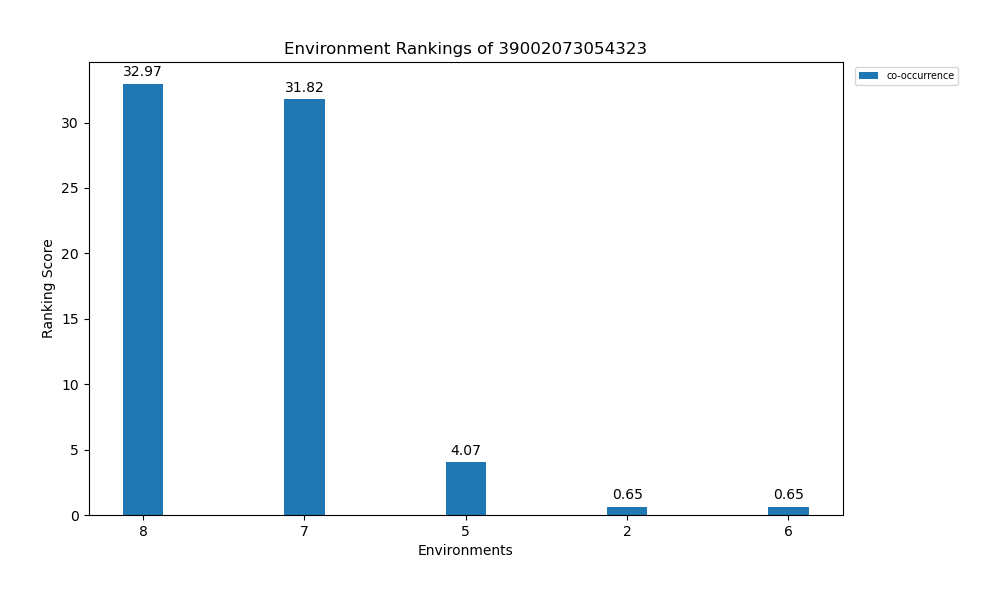 Environment Rankings of 39002073054323
co-occurrence
32.97
31.82
4.07
0.65
0.65
Ranking Score
30
25
20
15
10
5
0
8 7 5 2 6
Environments